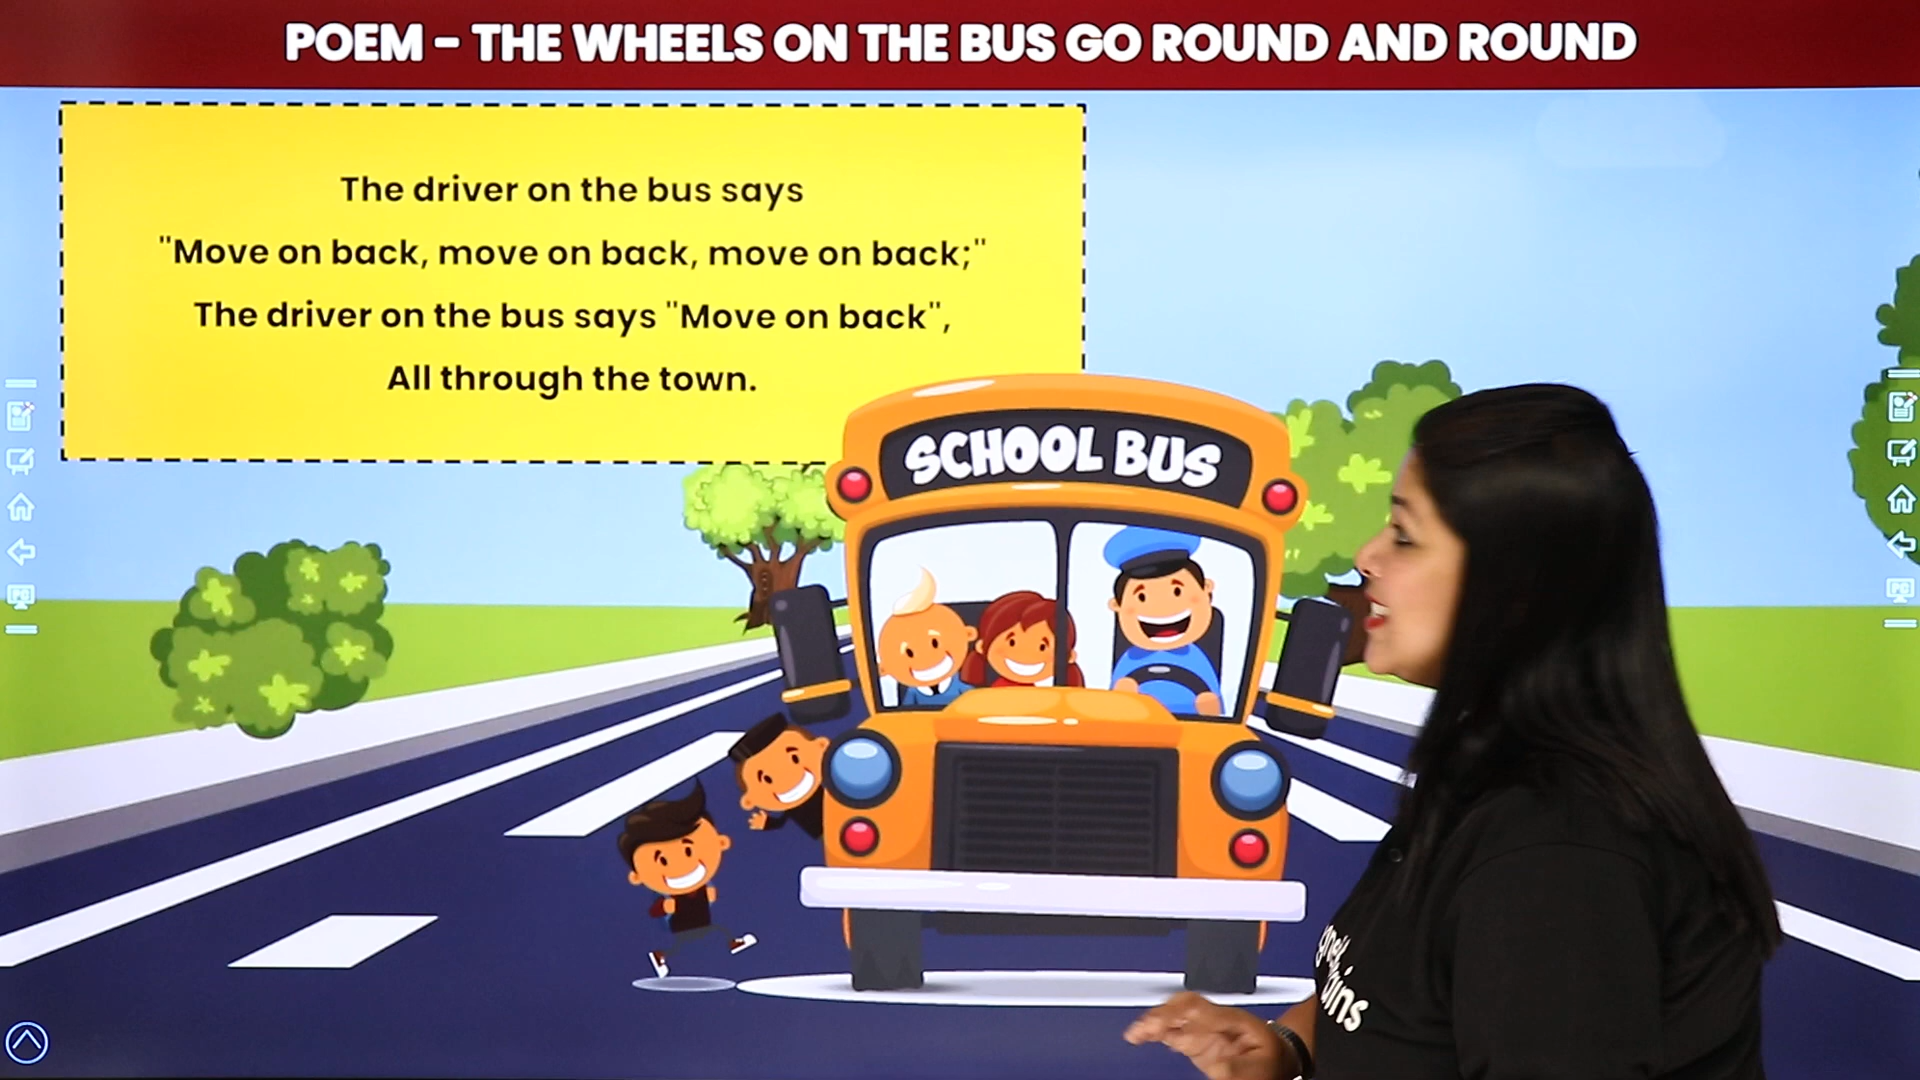 POEM - THE WHEELS ON THE BUS GO ROUND AND ROUND
The driver on the bus says
"Move on back, move on back, move on back;"
The driver on the bus says "Move on back",
All through the town.
SCHOOL BUS